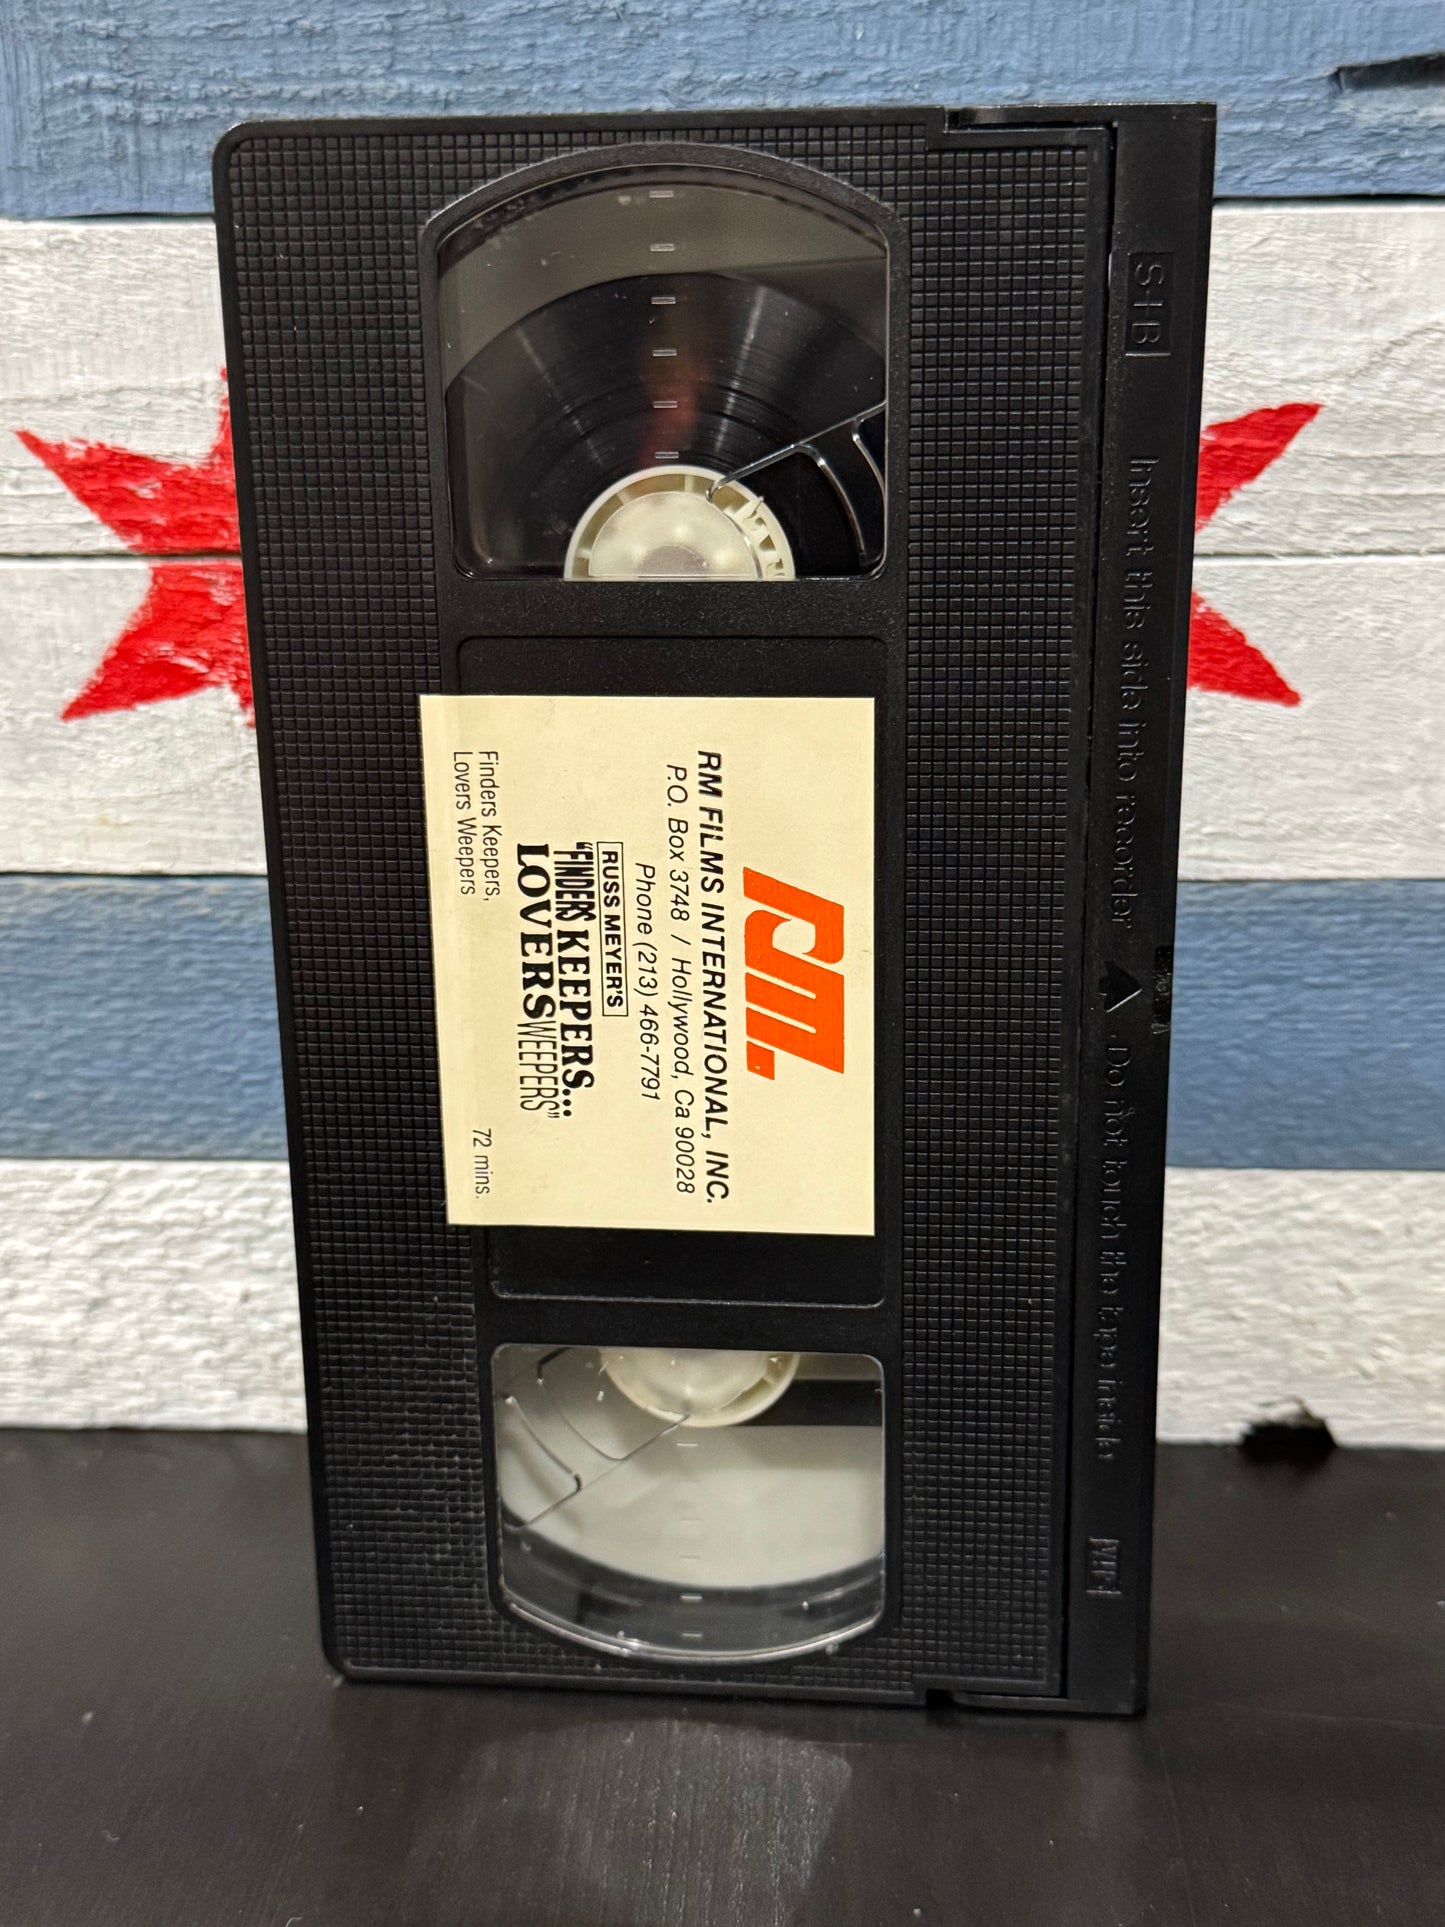 RM
RM FILMS INTERNATIONAL, INC.
P.O. Box 3748 / Hollywood, Ca 90028
Phone (213) 466-7791
RUSS MEYER'S
"FINDERS KEEPERS...
LOVERS WEEPERS"
Finders Keepers,
Lovers Weepers
72 mins.
Insert this side into recorder
Do not touch the tape inside